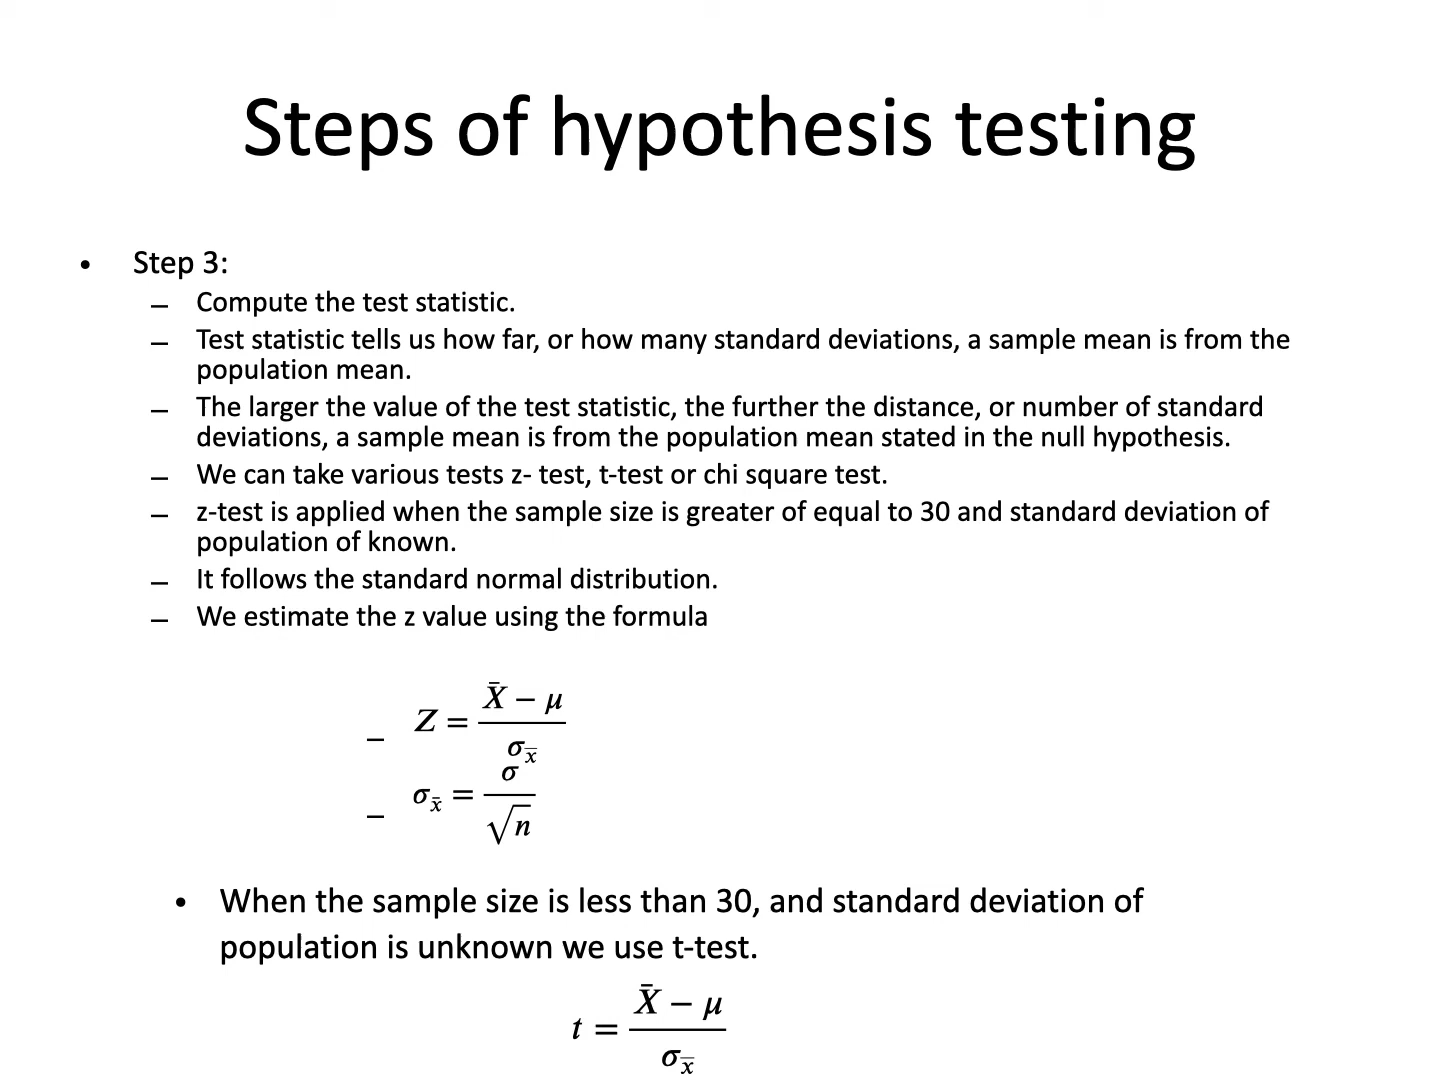 Steps of hypothesis testing
• Step 3:
– Compute the test statistic.
– Test statistic tells us how far, or how many standard deviations, a sample mean is from the
population mean.
– The larger the value of the test statistic, the further the distance, or number of standard
deviations, a sample mean is from the population mean stated in the null hypothesis.
– We can take various tests z- test, t-test or chi square test.
– z-test is applied when the sample size is greater of equal to 30 and standard deviation of
population of known.
– It follows the standard normal distribution.
– We estimate the z value using the formula
– Z = (X̄ − μ) / σ_x̄
– σ_x̄ = σ / √n
• When the sample size is less than 30, and standard deviation of
population is unknown we use t-test.
t = (X̄ − μ) / σ_x̄